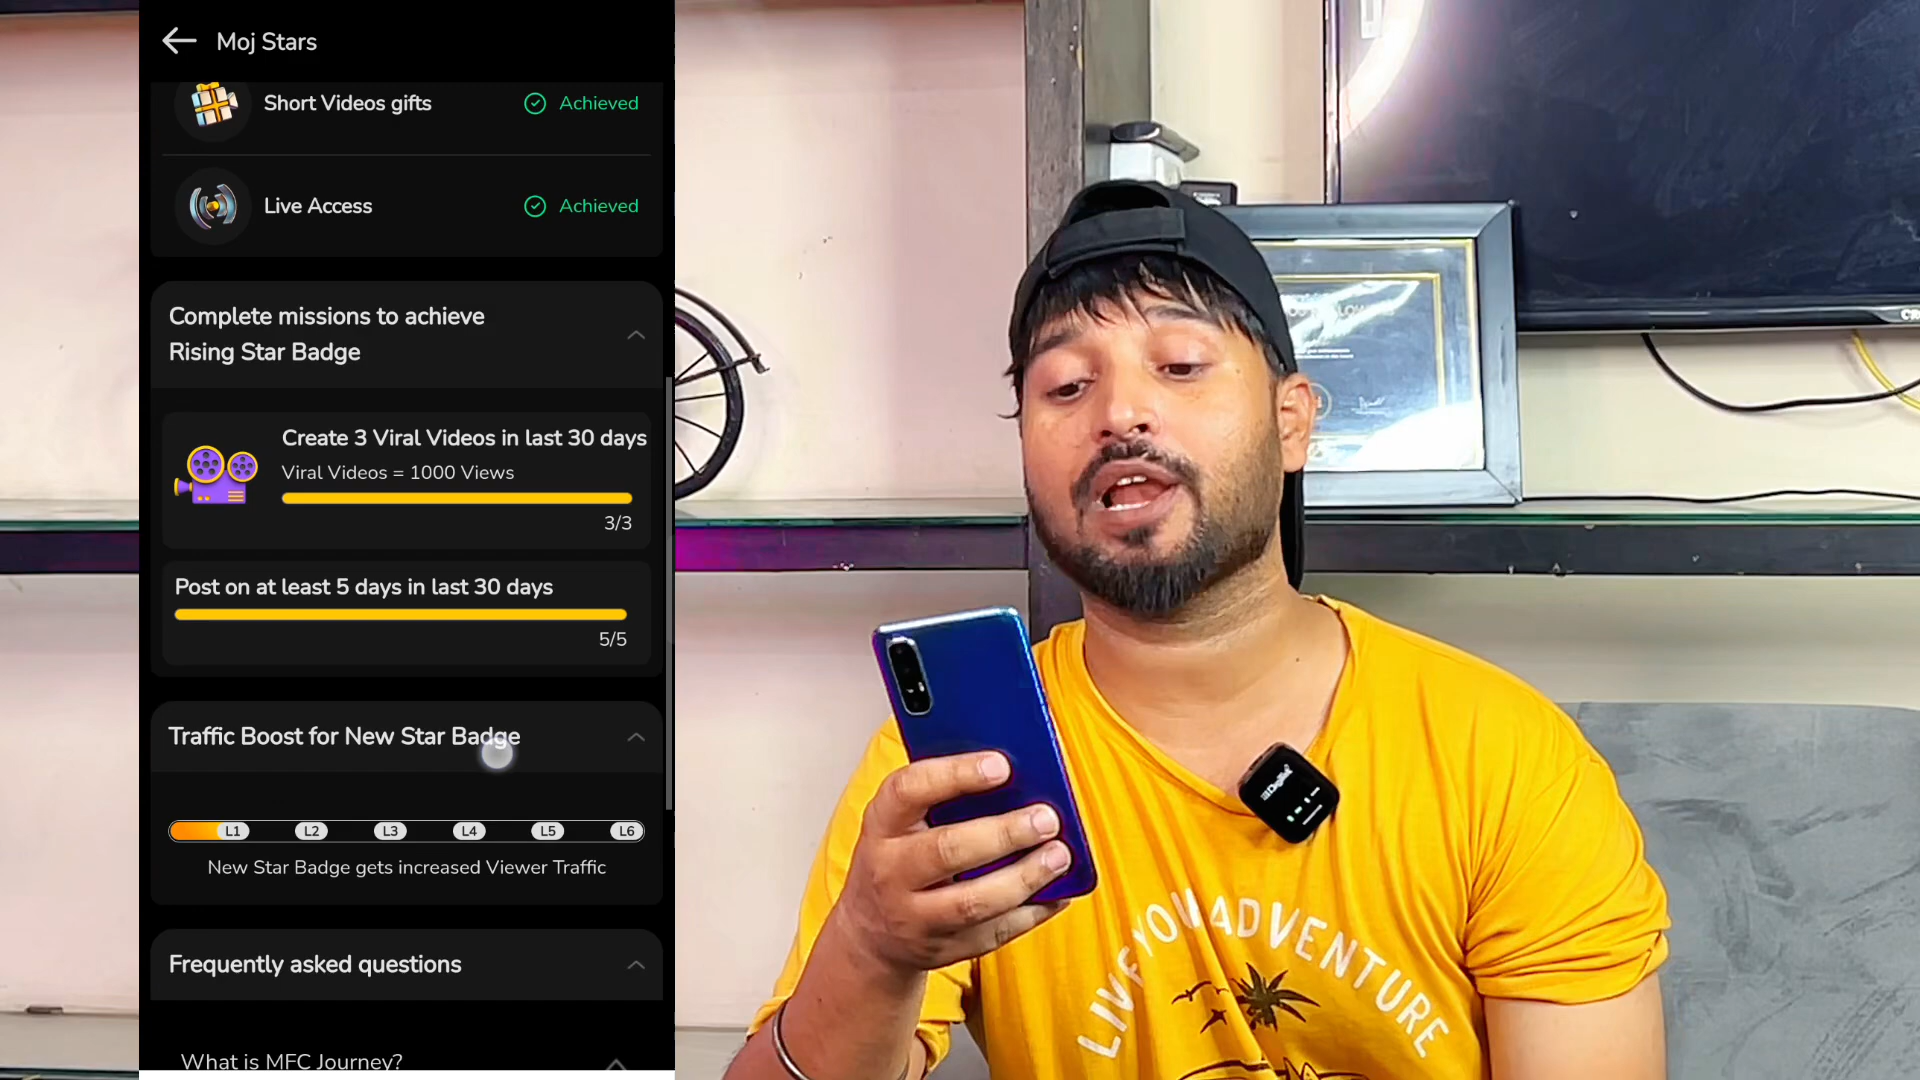 Moj Stars
Short Videos gifts
Achieved
Live Access
Achieved
Complete missions to achieve
Rising Star Badge
Create 3 Viral Videos in last 30 days
Viral Videos = 1000 Views
3/3
Post on at least 5 days in last 30 days
5/5
Traffic Boost for New Star Badge
L1 L2 L3 L4 L5 L6
New Star Badge gets increased Viewer Traffic
Frequently asked questions
What is MFC Journey?
LIVE YOU ADVENTURE